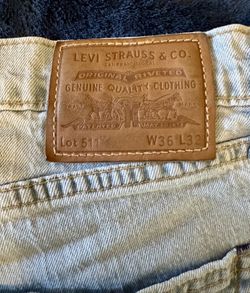 LEVI STRAUSS & CO.
ORIGINAL RIVETED
GENUINE QUALITY CLOTHING
Lot 511 W36 L32